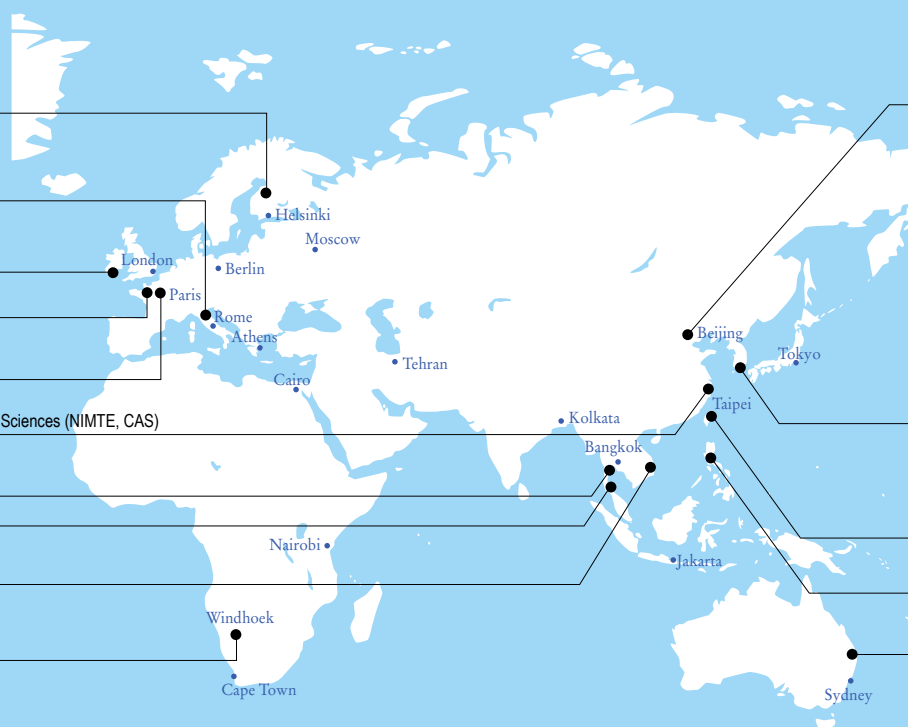 Helsinki
Moscow
London
Berlin
Paris
Rome
Athens
Beijing
Tokyo
Tehran
Cairo
Taipei
Sciences (NIMTE, CAS)
Kolkata
Bangkok
Nairobi
Jakarta
Windhoek
Cape Town
Sydney